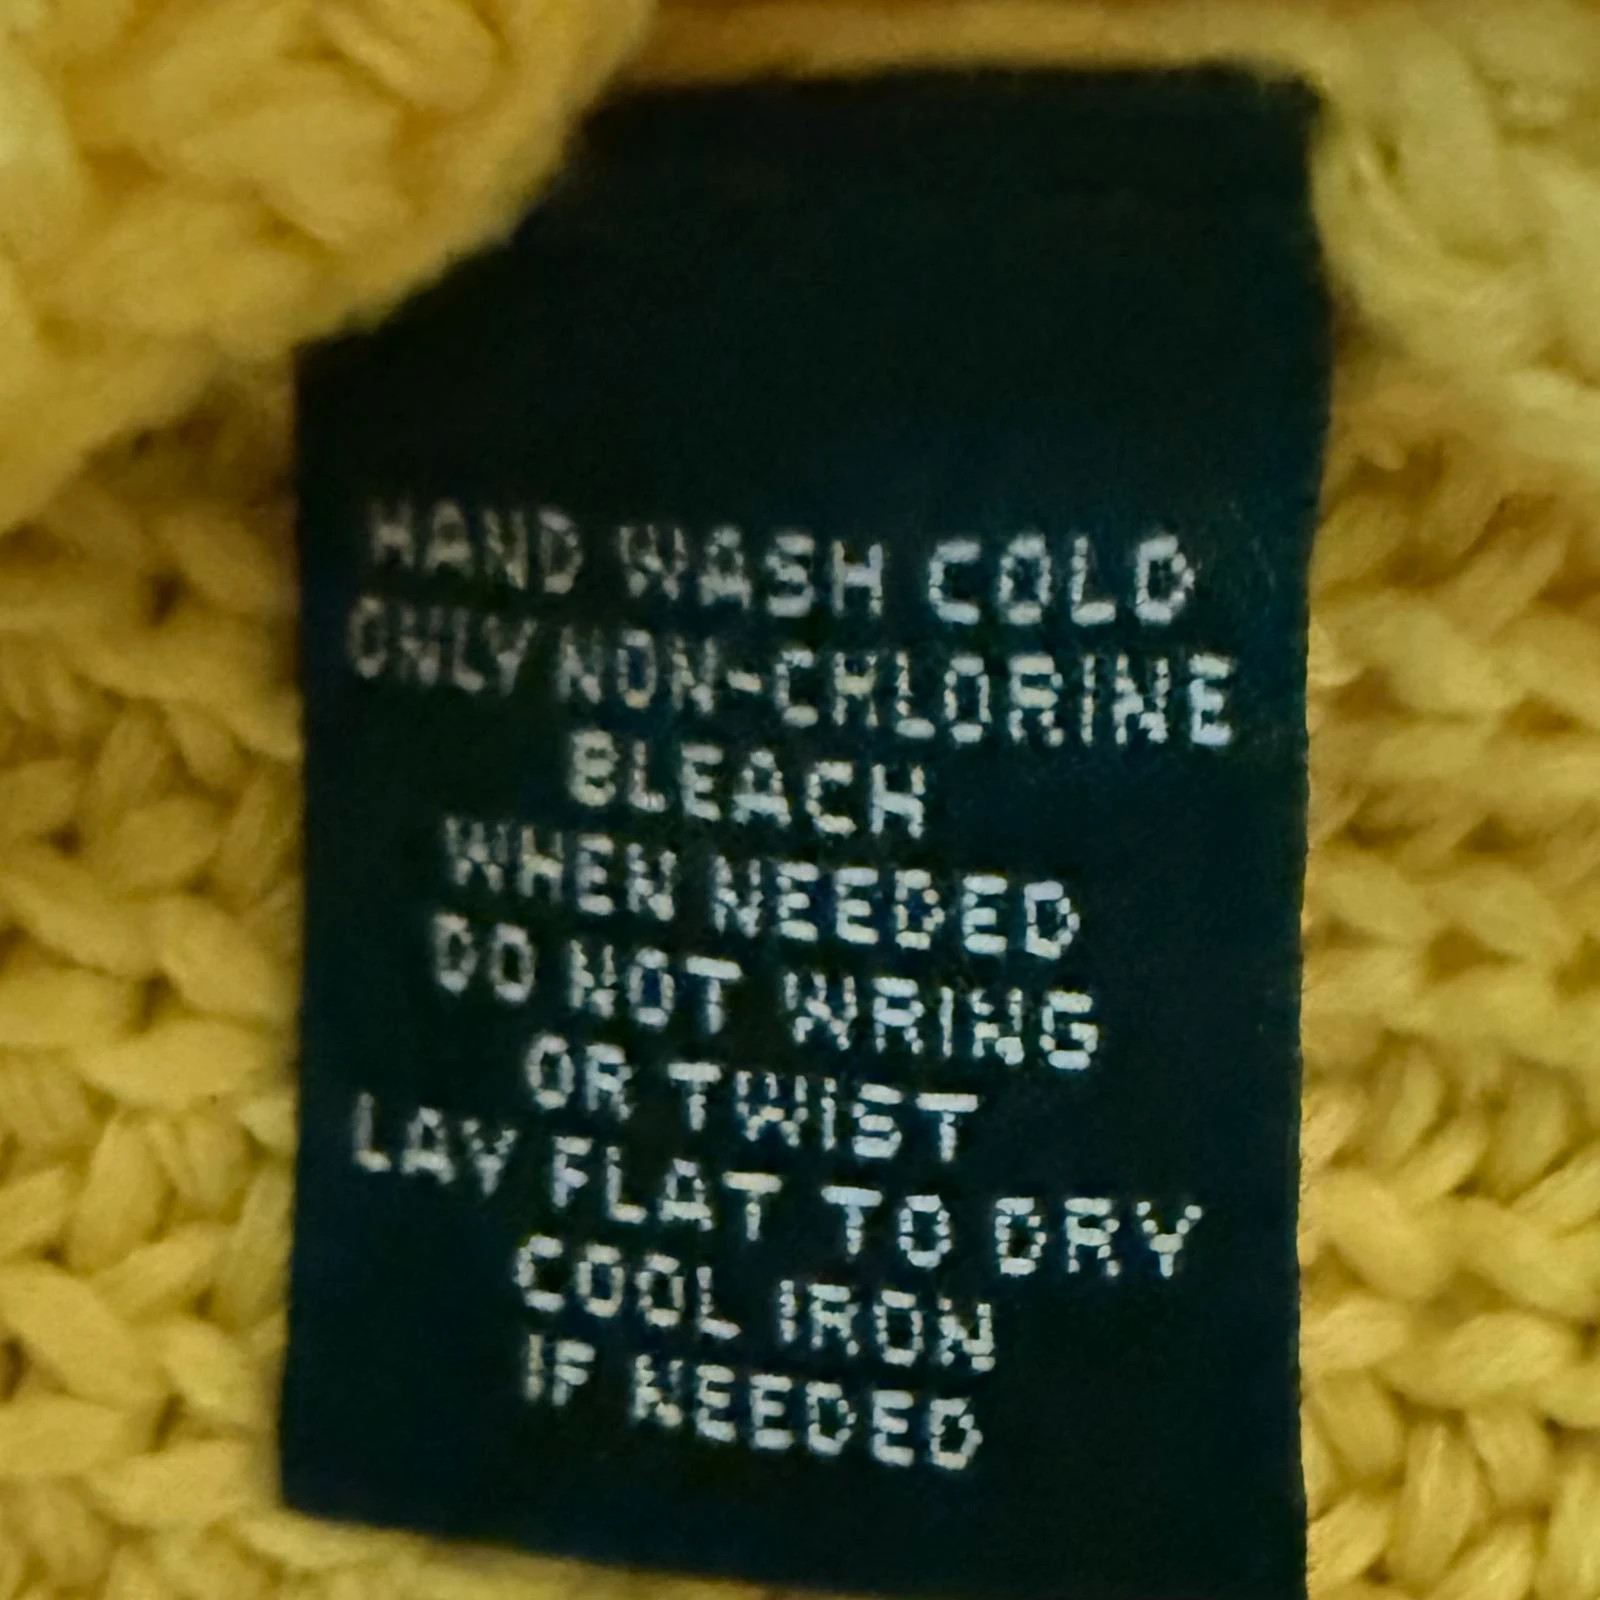 HAND WASH COLD
ONLY NON-CHLORINE
BLEACH
WHEN NEEDED
DO NOT WRING
OR TWIST
LAY FLAT TO DRY
COOL IRON
IF NEEDED